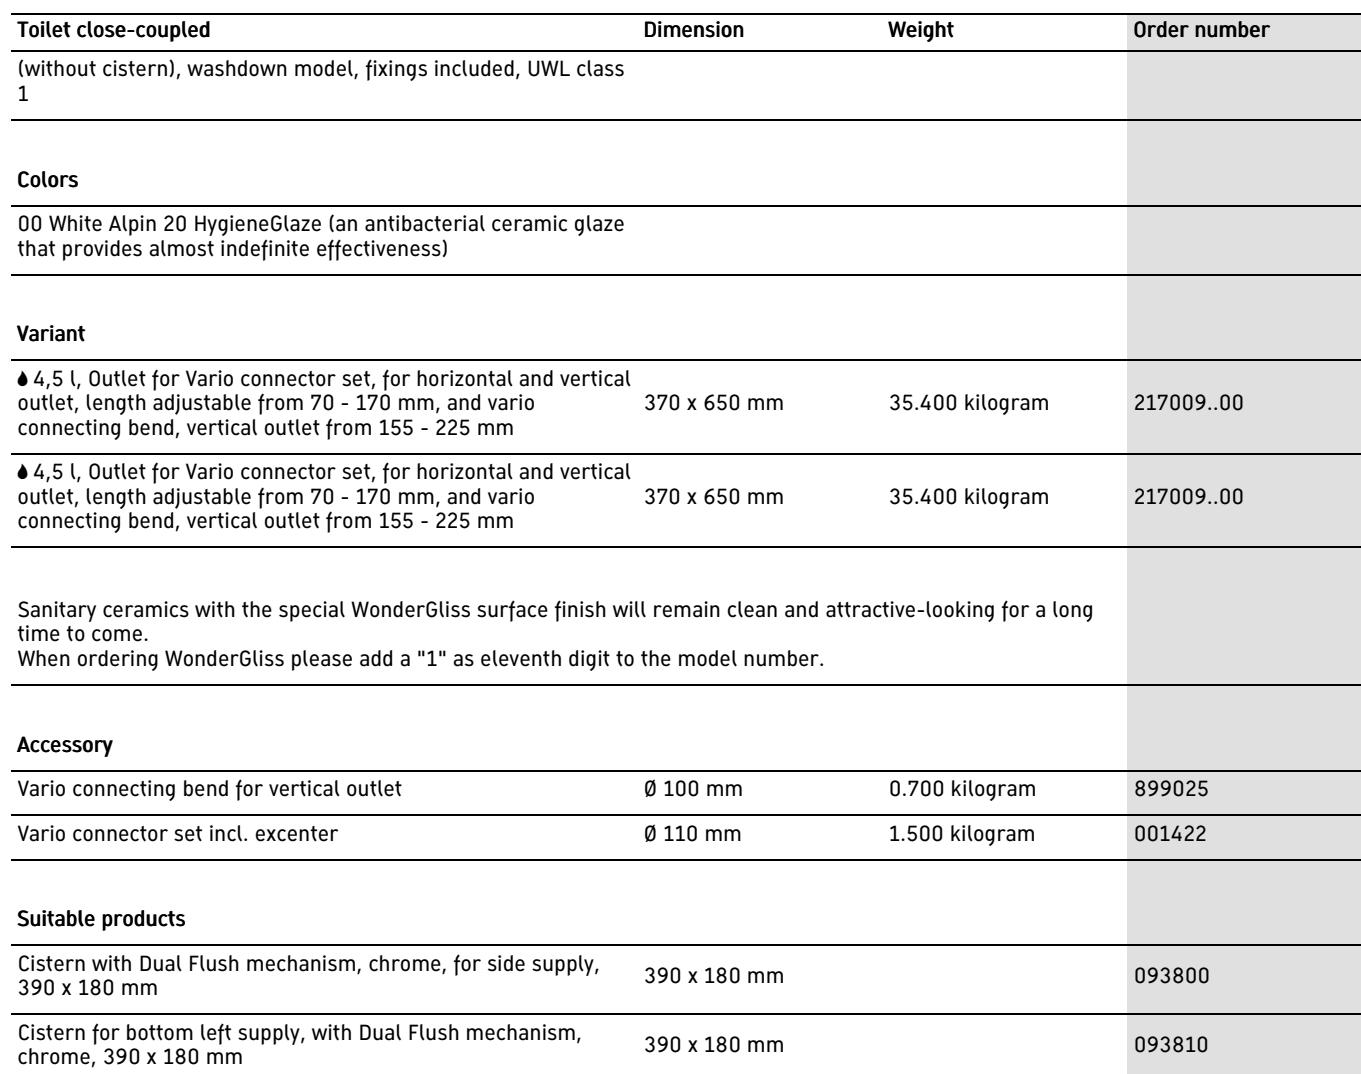 Toilet close-coupled Dimension Weight Order number
(without cistern), washdown model, fixings included, UWL class
1
Colors
00 White Alpin 20 HygieneGlaze (an antibacterial ceramic glaze
that provides almost indefinite effectiveness)
Variant
4,5 l, Outlet for Vario connector set, for horizontal and vertical
outlet, length adjustable from 70 - 170 mm, and vario 370 x 650 mm 35.400 kilogram 217009..00
connecting bend, vertical outlet from 155 - 225 mm
4,5 l, Outlet for Vario connector set, for horizontal and vertical
outlet, length adjustable from 70 - 170 mm, and vario 370 x 650 mm 35.400 kilogram 217009..00
connecting bend, vertical outlet from 155 - 225 mm
Sanitary ceramics with the special WonderGliss surface finish will remain clean and attractive-looking for a long
time to come.
When ordering WonderGliss please add a "1" as eleventh digit to the model number.
Accessory
Vario connecting bend for vertical outlet Ø 100 mm 0.700 kilogram 899025
Vario connector set incl. excenter Ø 110 mm 1.500 kilogram 001422
Suitable products
Cistern with Dual Flush mechanism, chrome, for side supply,
390 x 180 mm 390 x 180 mm 093800
Cistern for bottom left supply, with Dual Flush mechanism,
chrome, 390 x 180 mm 390 x 180 mm 093810